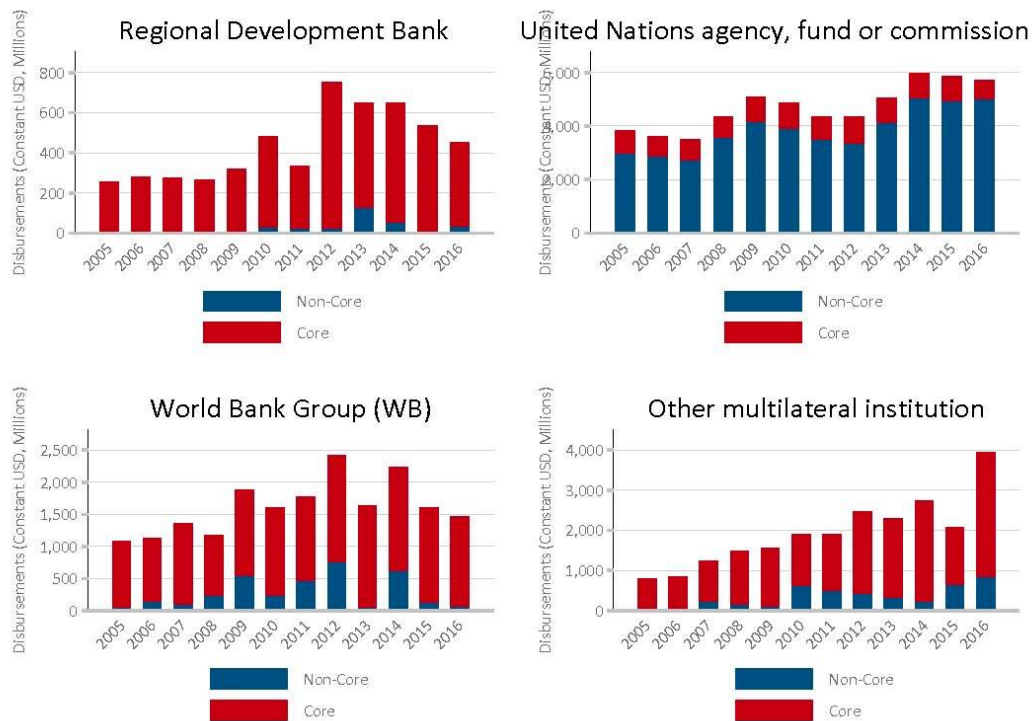 Regional Development Bank
Disbursements (Constant USD, Millions)
800
600
400
200
0
2005 2006 2007 2008 2009 2010 2011 2012 2013 2014 2015 2016
Non-Core
Core
United Nations agency, fund or commission
Disbursements (Constant USD, Millions)
6,000
4,000
2,000
0
2005 2006 2007 2008 2009 2010 2011 2012 2013 2014 2015 2016
Non-Core
Core
World Bank Group (WB)
Disbursements (Constant USD, Millions)
2,500
2,000
1,500
1,000
500
0
2005 2006 2007 2008 2009 2010 2011 2012 2013 2014 2015 2016
Non-Core
Core
Other multilateral institution
Disbursements (Constant USD, Millions)
4,000
3,000
2,000
1,000
0
2005 2006 2007 2008 2009 2010 2011 2012 2013 2014 2015 2016
Non-Core
Core